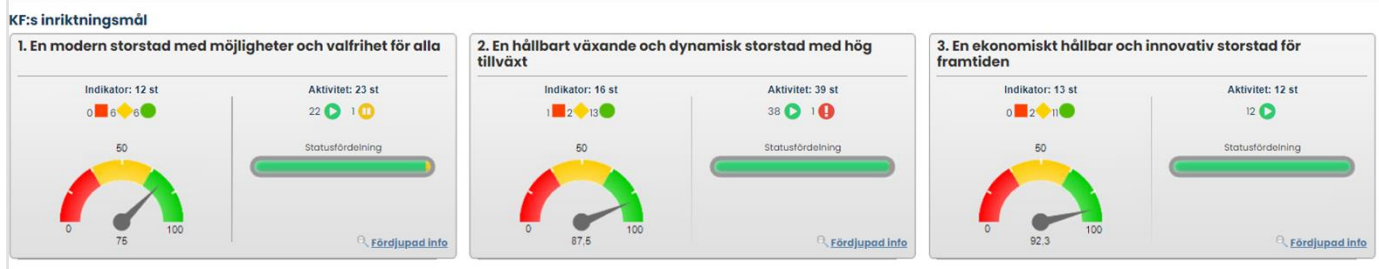 KF:s inriktningsmål
1. En modern storstad med möjligheter och valfrihet för alla
Indikator: 12 st
0 6 6
Aktivitet: 23 st
22 1
Statusfördelning
50
0
100
75
Fördjupad info
2. En hållbart växande och dynamisk storstad med hög
tillväxt
Indikator: 16 st
1 2 13
Aktivitet: 39 st
38 1
Statusfördelning
50
0
100
87.5
Fördjupad info
3. En ekonomiskt hållbar och innovativ storstad för
framtiden
Indikator: 13 st
0 2 11
Aktivitet: 12 st
12
Statusfördelning
50
0
100
92.3
Fördjupad info